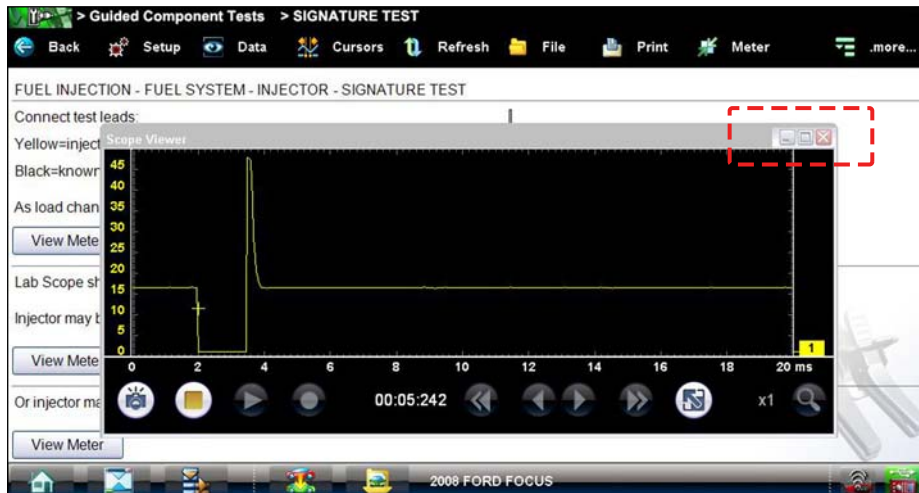 > Guided Component Tests > SIGNATURE TEST
Back Setup Data Cursors Refresh File Print Meter .more...
FUEL INJECTION - FUEL SYSTEM - INJECTOR - SIGNATURE TEST
Connect test leads:
Yellow=inject
Scope Viewer
Black=known
45
40
As load chan
35
30
View Mete
25
20
Lab Scope sh
15
10
Injector may b
5
0
1
View Mete
0 2 4 6 8 10 12 14 16 18 20 ms
Or injector ma
00:05:242
x1
View Meter
2008 FORD FOCUS